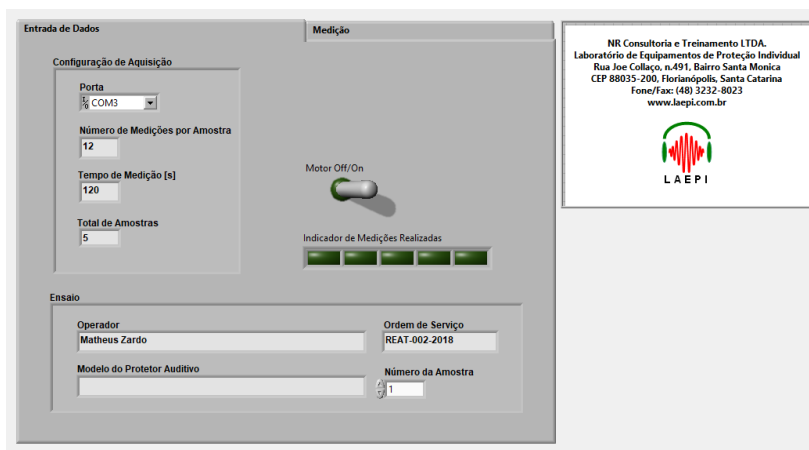 Entrada de Dados
Medição
Configuração de Aquisição
Porta
COM3
Número de Medições por Amostra
12
Tempo de Medição [s]
120
Total de Amostras
5
Motor Off/On
Indicador de Medições Realizadas
Ensaio
Operador
Matheus Zardo
Ordem de Serviço
REAT-002-2018
Modelo do Protetor Auditivo
Número da Amostra
1
NR Consultoria e Treinamento LTDA.
Laboratório de Equipamentos de Proteção Individual
Rua Joe Collaço, n.491, Bairro Santa Monica
CEP 88035-200, Florianópolis, Santa Catarina
Fone/Fax: (48) 3232-8023
www.laepi.com.br
LAEPI